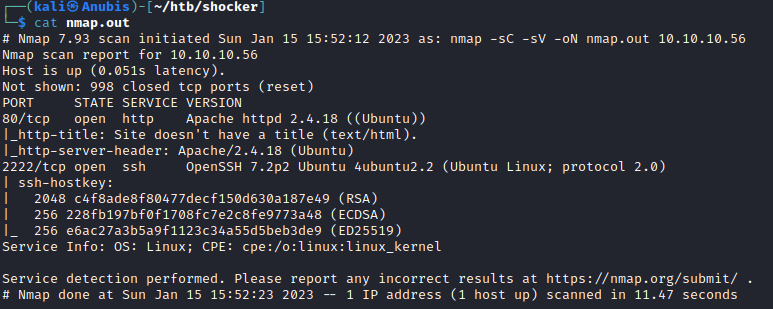 ┌──(kali㉿Anubis)-[~/htb/shocker]
└─$ cat nmap.out
# Nmap 7.93 scan initiated Sun Jan 15 15:52:12 2023 as: nmap -sC -sV -oN nmap.out 10.10.10.56
Nmap scan report for 10.10.10.56
Host is up (0.051s latency).
Not shown: 998 closed tcp ports (reset)
PORT     STATE SERVICE VERSION
80/tcp   open  http    Apache httpd 2.4.18 ((Ubuntu))
|_http-title: Site doesn't have a title (text/html).
|_http-server-header: Apache/2.4.18 (Ubuntu)
2222/tcp open  ssh     OpenSSH 7.2p2 Ubuntu 4ubuntu2.2 (Ubuntu Linux; protocol 2.0)
| ssh-hostkey:
|   2048 c4f8ade8f80477decf150d630a187e49 (RSA)
|   256 228fb197bf0f1708fc7e2c8fe9773a48 (ECDSA)
|_  256 e6ac27a3b5a9f1123c34a55d5beb3de9 (ED25519)
Service Info: OS: Linux; CPE: cpe:/o:linux:linux_kernel
Service detection performed. Please report any incorrect results at https://nmap.org/submit/ .
# Nmap done at Sun Jan 15 15:52:23 2023 -- 1 IP address (1 host up) scanned in 11.47 seconds